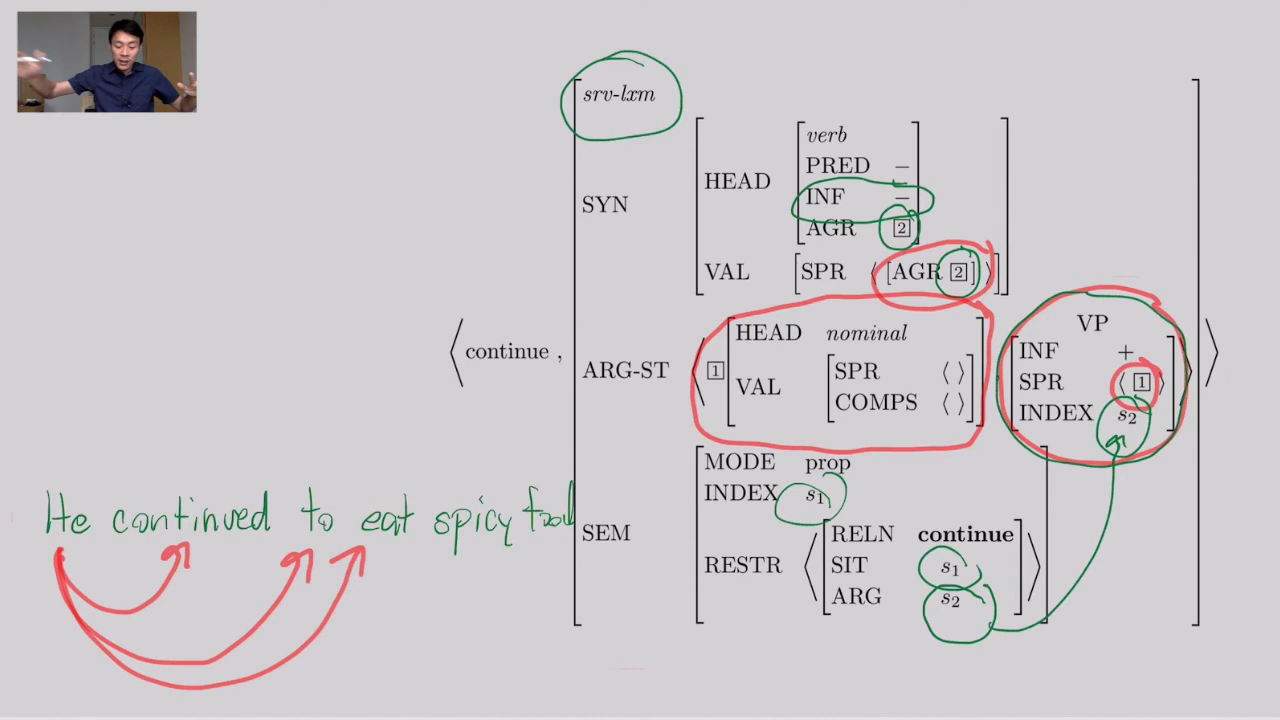 srv-lxm
verb
PRED −
HEAD
INF −
SYN
AGR 2
VAL [SPR ⟨ [AGR 2] ⟩]
VP
HEAD nominal
INF +
⟨ continue ,
ARG-ST ⟨ 1
SPR ⟨ ⟩
SPR ⟨ 1 ⟩
VAL
COMPS ⟨ ⟩
INDEX s2
MODE prop
INDEX s1
He continued to eat spicy food
SEM
RELN continue
RESTR
SIT s1
ARG s2